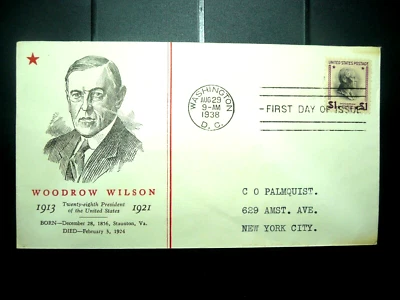 WOODROW WILSON
1913 Twenty-eighth President of the United States 1921
BORN—December 28, 1856, Staunton, Va.
DIED—February 3, 1924
WASHINGTON
AUG 29
9-AM
1938
D.C.
FIRST DAY OF ISSUE
UNITED STATES POSTAGE
$1 $1
C O PALMQUIST.
629 AMST. AVE.
NEW YORK CITY.